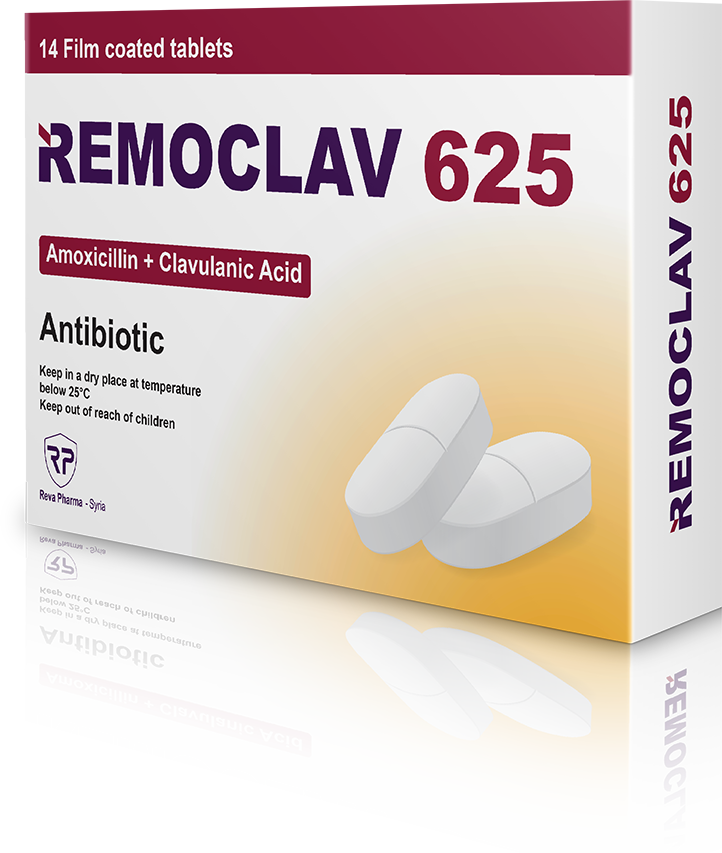 14 Film coated tablets
REMOCLAV 625
Amoxicillin + Clavulanic Acid
Antibiotic
Keep in a dry place at temperature
below 25°C
Keep out of reach of children
RP
Reva Pharma - Syria
REMOCLAV 625